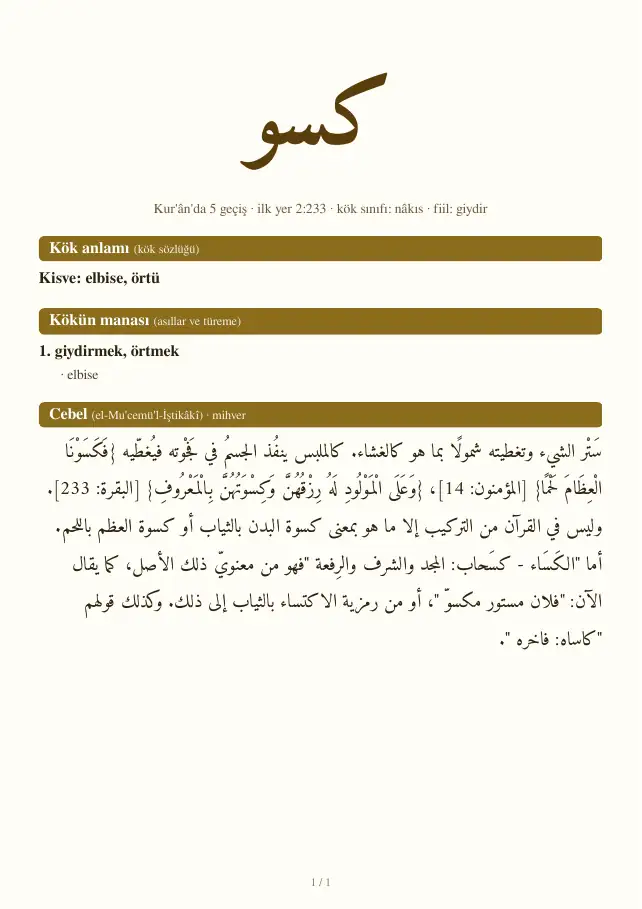 كسو
Kur'ân'da 5 geçiş · ilk yer 2:233 · kök sınıfı: nâkıs · fiil: giydir
Kök anlamı (kök sözlüğü)
Kisve: elbise, örtü
Kökün manası (asıllar ve türeme)
1. giydirmek, örtmek
· elbise
Cebel (el-Mu'cemü'l-İştikâkî) · mihver
سَتْر الشيء وتغطيته شمولًا بما هو كالغشاء. كالملبس ينفُذ الجسمُ في فَجْوته فيُغطّيه {فَكَسَوْنَا
الْعِظَامَ لَحْمًا} [المؤمنون: 14]، {وَعَلَى الْمَوْلُودِ لَهُ رِزْقُهُنَّ وَكِسْوَتُهُنَّ بِالْمَعْرُوفِ} [البقرة: 233].
وليس في القرآن من التركيب إلا ما هو بمعنى كسوة البدن بالثياب أو كسوة العظم باللحم.
أما "الكَسَاء - كسَحاب: المجد والشرف والرِفعة "فهو من معنويّ ذلك الأصل، كما يقال
الآن: "فلان مستور مكسوّ "، أو من رمزية الاكتساء بالثياب إلى ذلك. وكذلك قولهم
"كاساه: فاخره ".
1 / 1